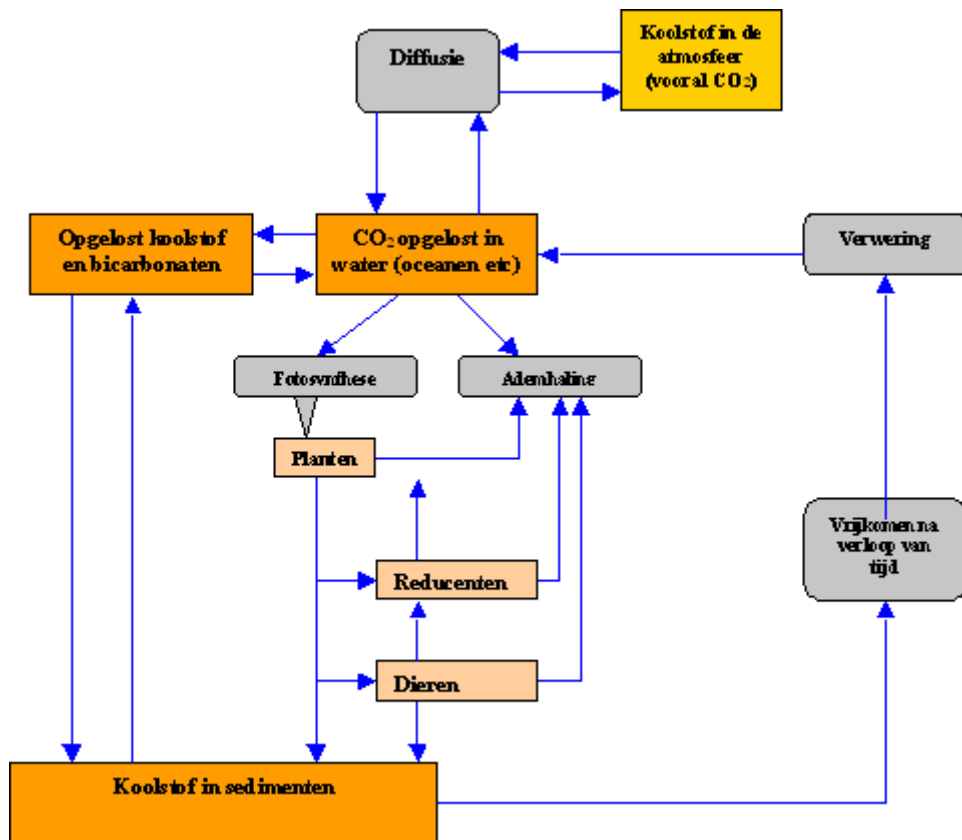 Diffusie
Koolstof in de
atmosfeer
(vooral CO₂)
Opgelost koolstof
en bicarbonaten
CO₂ opgelost in
water (oceanen etc)
Verwering
Fotosynthese
Ademhaling
Planten
Vrijkomen na
verloop van
tijd
Reducenten
Dieren
Koolstof in sedimenten